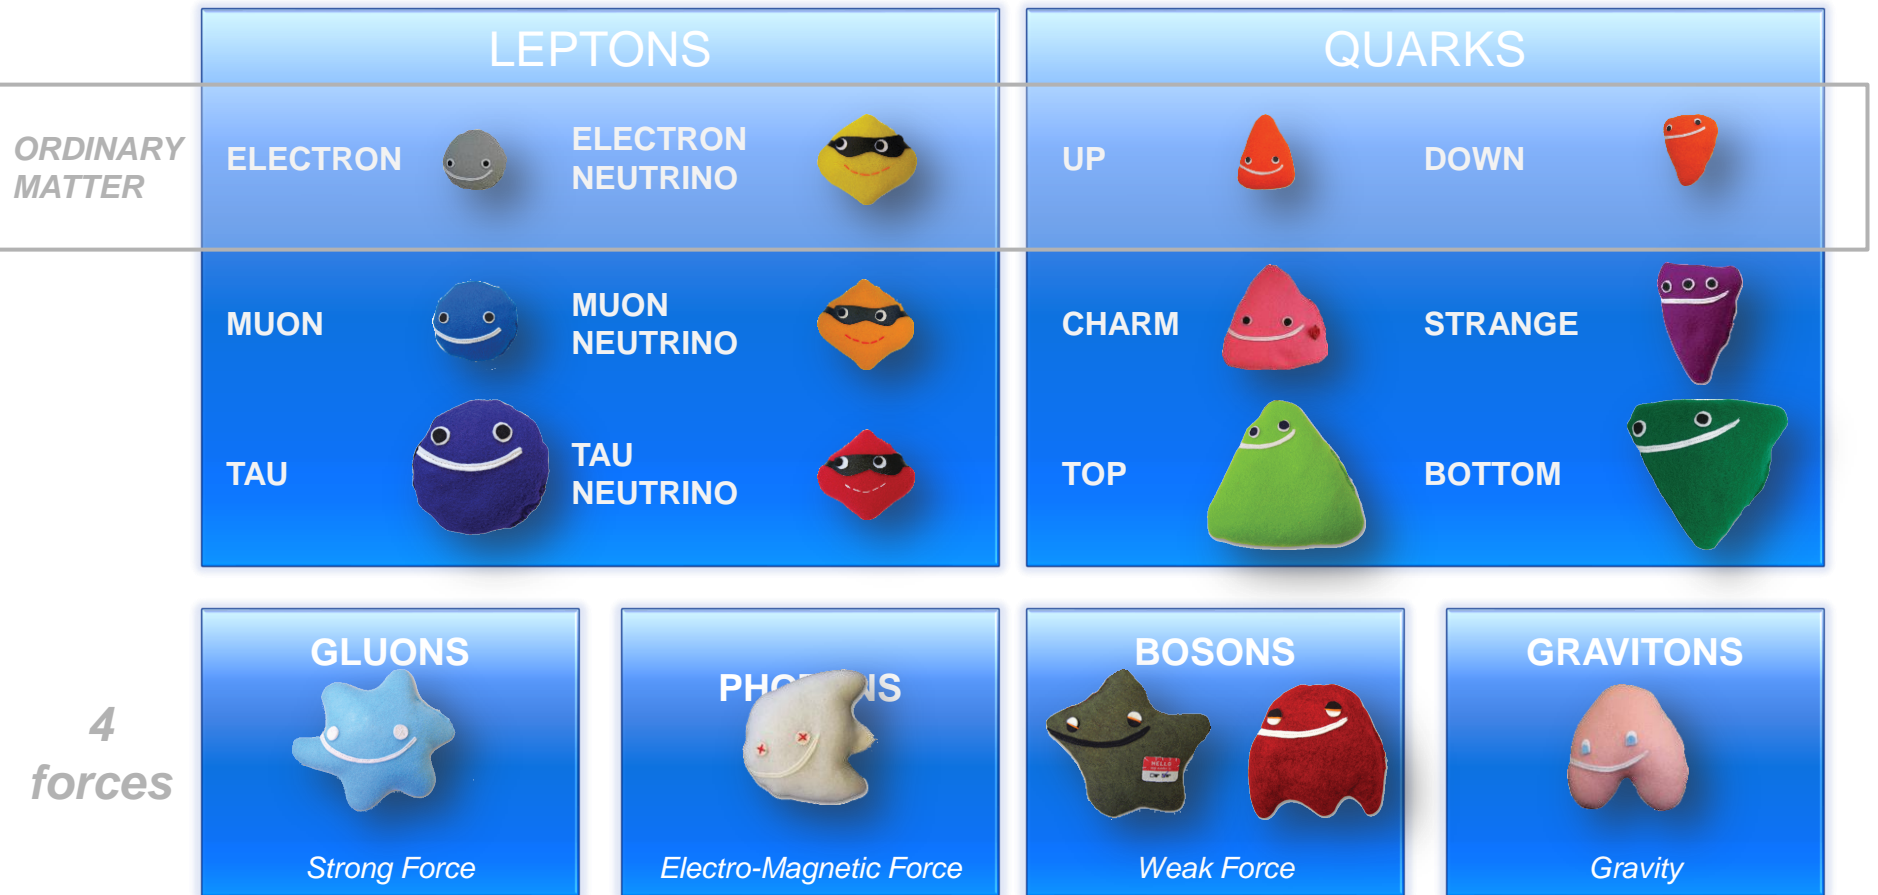 LEPTONS
QUARKS
ORDINARY
MATTER
ELECTRON
ELECTRON
NEUTRINO
UP
DOWN
MUON
MUON
NEUTRINO
CHARM
STRANGE
TAU
TAU
NEUTRINO
TOP
BOTTOM
4
forces
GLUONS
Strong Force
Electro-Magnetic Force
BOSONS
HELLO
Weak Force
GRAVITONS
Gravity